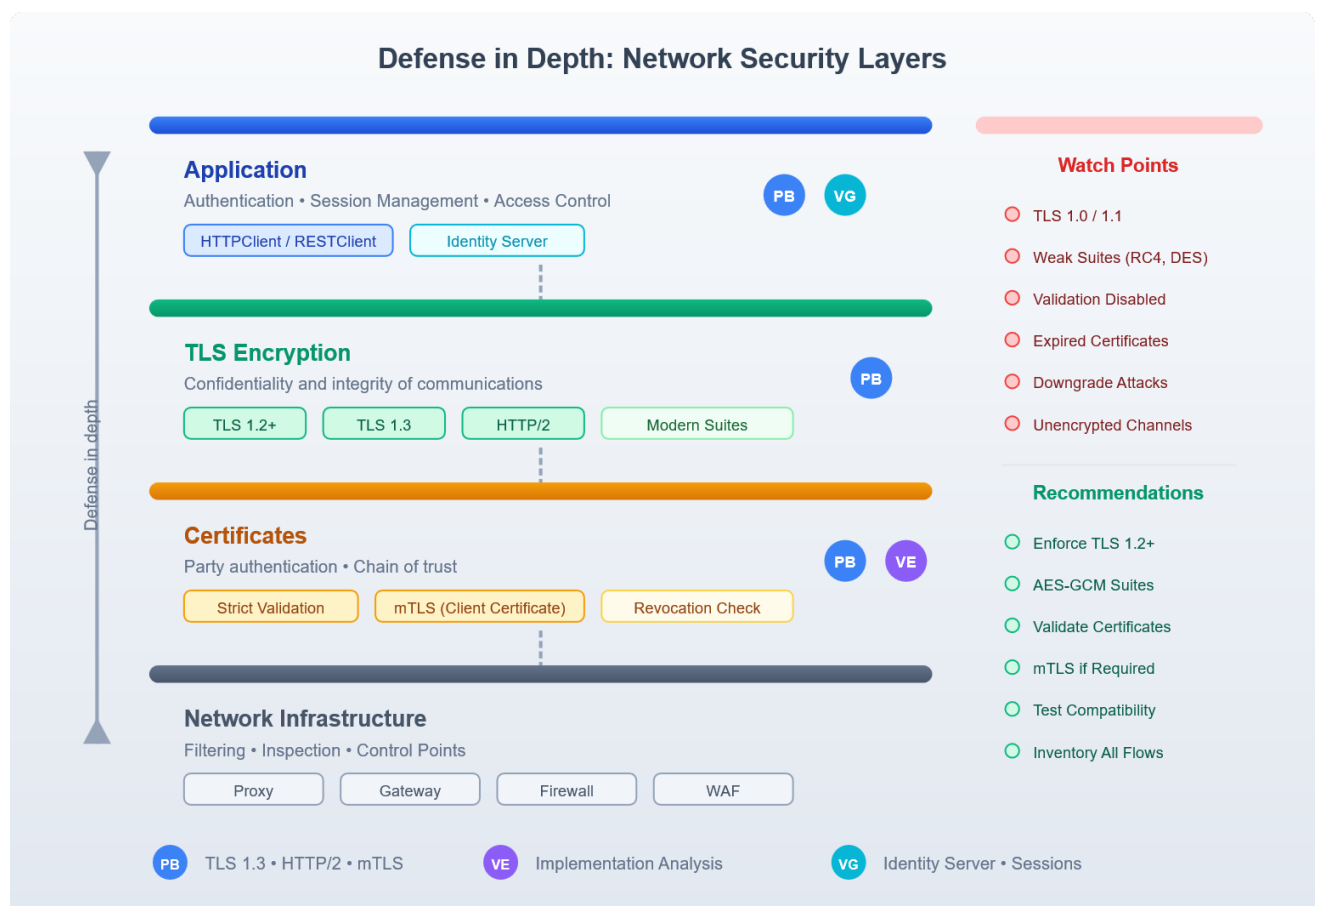 Defense in Depth: Network Security Layers
Defense in depth
Application
Authentication • Session Management • Access Control
HTTPClient / RESTClient
Identity Server
PB
VG
TLS Encryption
Confidentiality and integrity of communications
TLS 1.2+
TLS 1.3
HTTP/2
Modern Suites
PB
Certificates
Party authentication • Chain of trust
Strict Validation
mTLS (Client Certificate)
Revocation Check
PB
VE
Network Infrastructure
Filtering • Inspection • Control Points
Proxy
Gateway
Firewall
WAF
Watch Points
TLS 1.0 / 1.1
Weak Suites (RC4, DES)
Validation Disabled
Expired Certificates
Downgrade Attacks
Unencrypted Channels
Recommendations
Enforce TLS 1.2+
AES-GCM Suites
Validate Certificates
mTLS if Required
Test Compatibility
Inventory All Flows
PB TLS 1.3 • HTTP/2 • mTLS
VE Implementation Analysis
VG Identity Server • Sessions